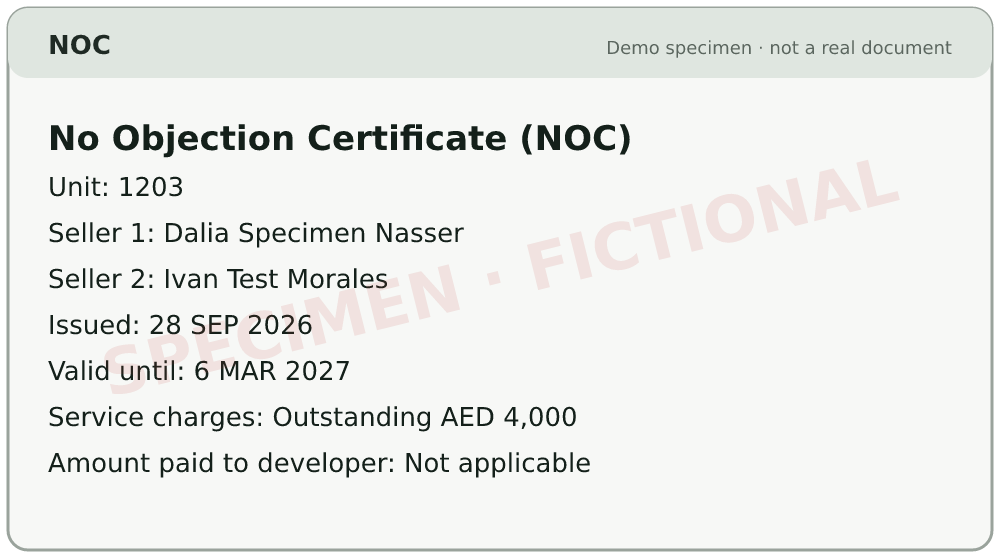 NOC
Demo specimen · not a real document
No Objection Certificate (NOC)
Unit: 1203
Seller 1: Dalia Specimen Nasser
Seller 2: Ivan Test Morales
Issued: 28 SEP 2026
Valid until: 6 MAR 2027
Service charges: Outstanding AED 4,000
Amount paid to developer: Not applicable
SPECIMEN · FICTIONAL